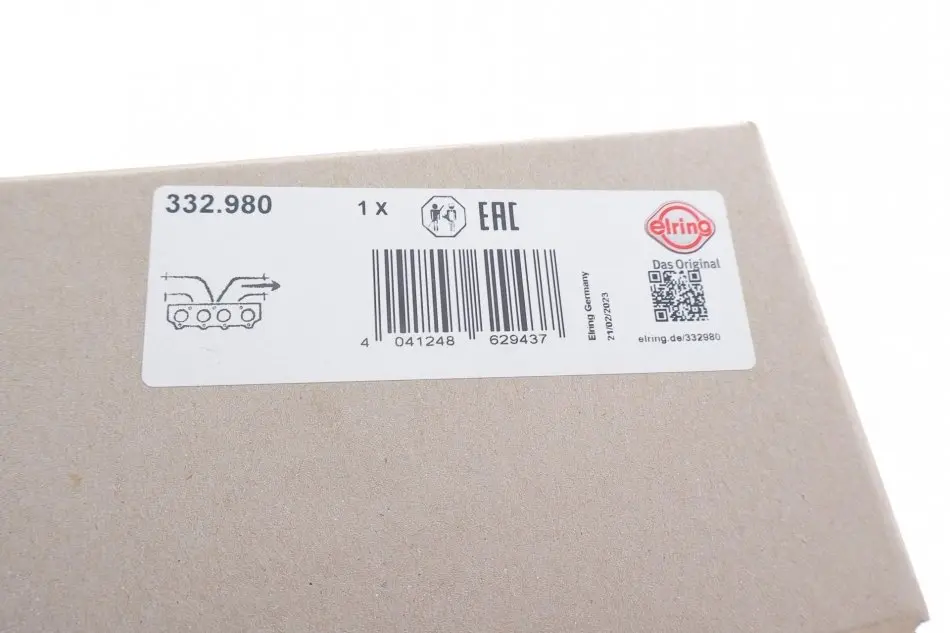 332.980
1 X
EAC
elring
Das Original
4 041248 629437
Elring Germany
21/02/2023
elring.de/332980